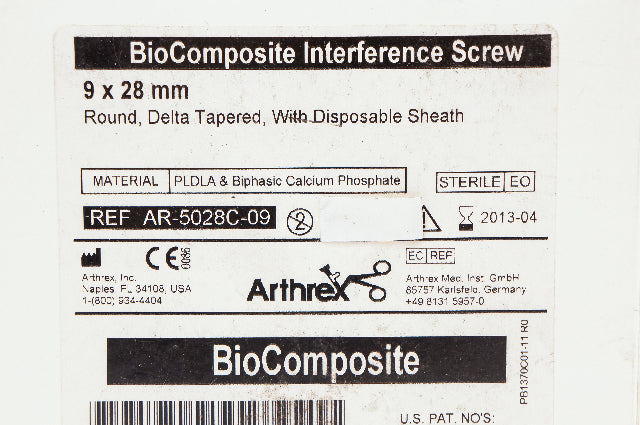 BioComposite Interference Screw
9 x 28 mm
Round, Delta Tapered, With Disposable Sheath
MATERIAL PLDLA & Biphasic Calcium Phosphate
STERILE EO
REF AR-5028C-09
2
2013-04
CE 0086
EC REP
Arthrex, Inc.
Naples, FL 34108, USA
1-(800) 934-4404
Arthrex
Arthrex Med. Inst. GmbH
85757 Karlsfeld, Germany
+49 8131 5957-0
BioComposite
PB1370C01-11 R0
U.S. PAT. NO'S: